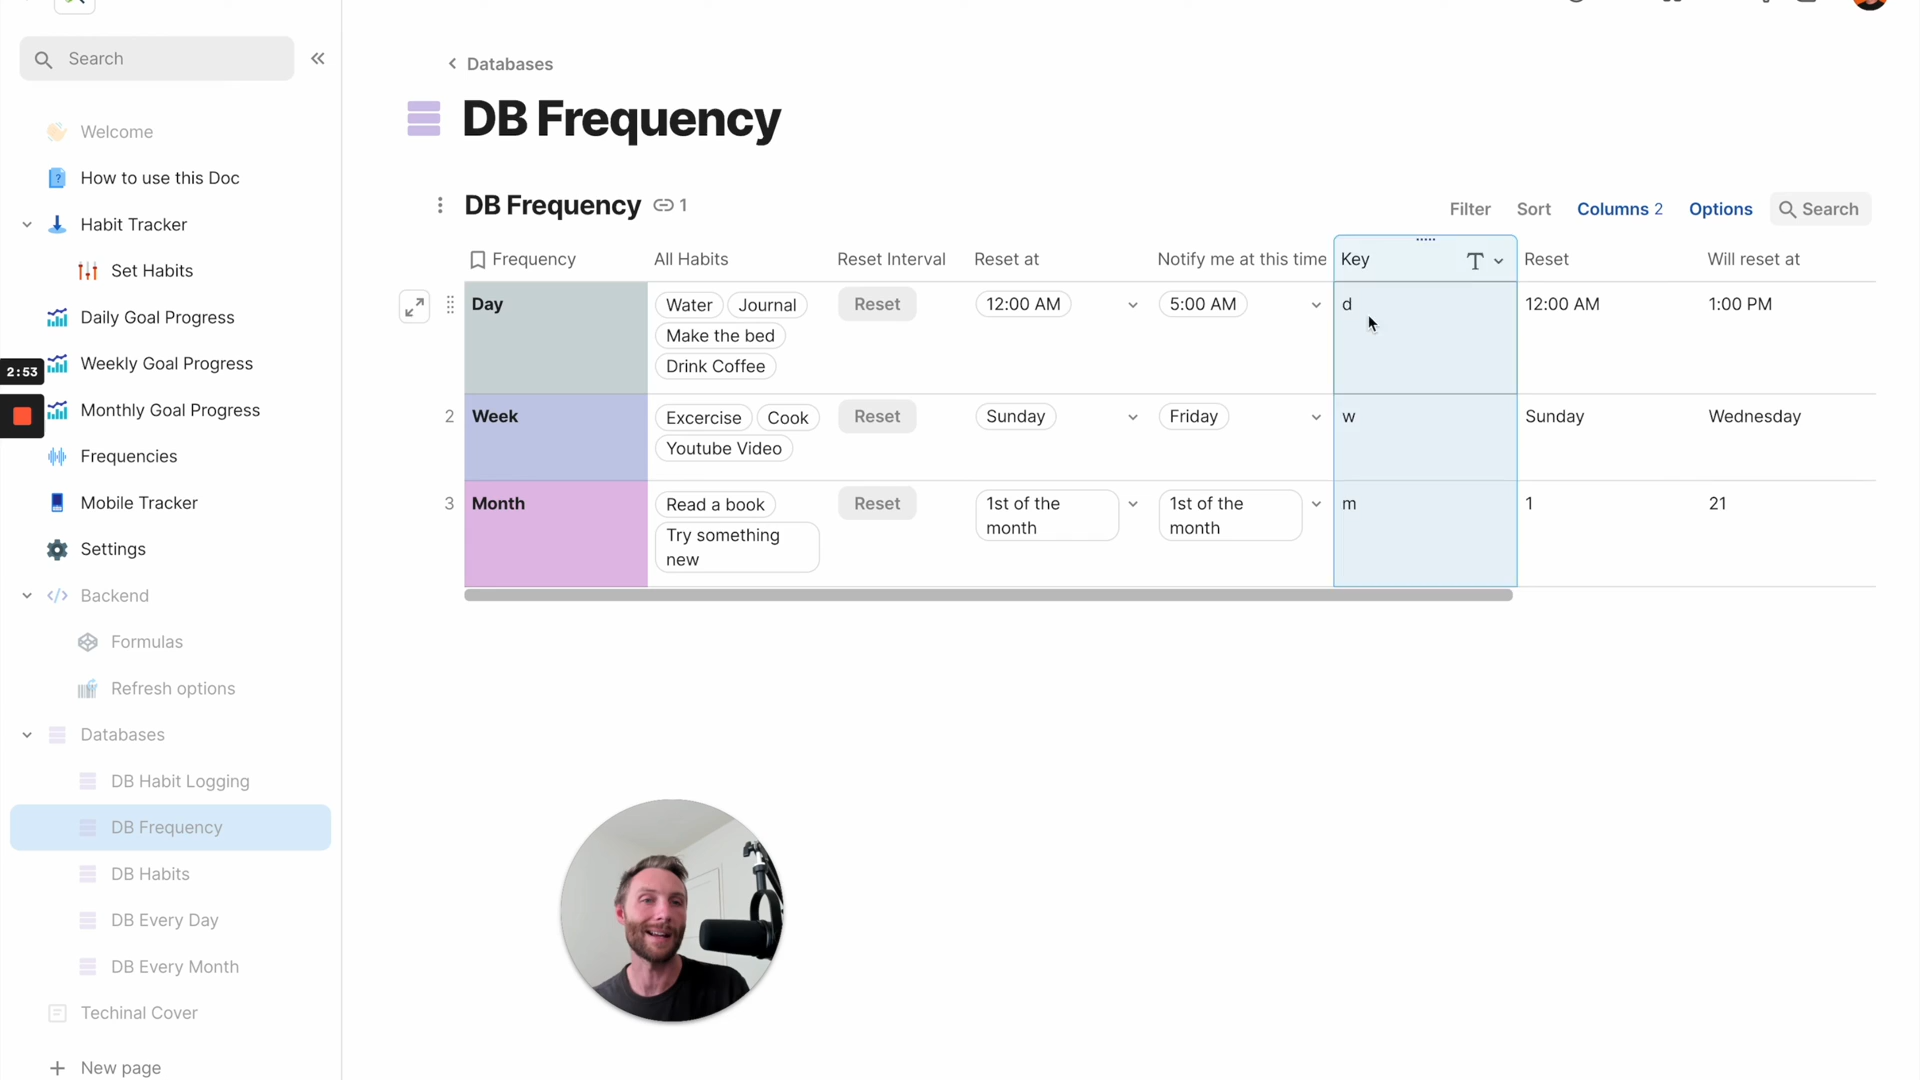 Search
Welcome
How to use this Doc
Habit Tracker
Set Habits
Daily Goal Progress
2:53
Weekly Goal Progress
Monthly Goal Progress
Frequencies
Mobile Tracker
Settings
Backend
Formulas
Refresh options
Databases
DB Habit Logging
DB Frequency
DB Habits
DB Every Day
DB Every Month
Techinal Cover
New page
Databases
DB Frequency
DB Frequency 1
Filter Sort Columns 2 Options Search
Frequency All Habits Reset Interval Reset at Notify me at this time Key Reset Will reset at
Day Water Journal Reset 12:00 AM 5:00 AM d 12:00 AM 1:00 PM
Make the bed
Drink Coffee
2 Week Excercise Cook Reset Sunday Friday w Sunday Wednesday
Youtube Video
3 Month Read a book Reset 1st of the 1st of the m 1 21
month month
Try something
new